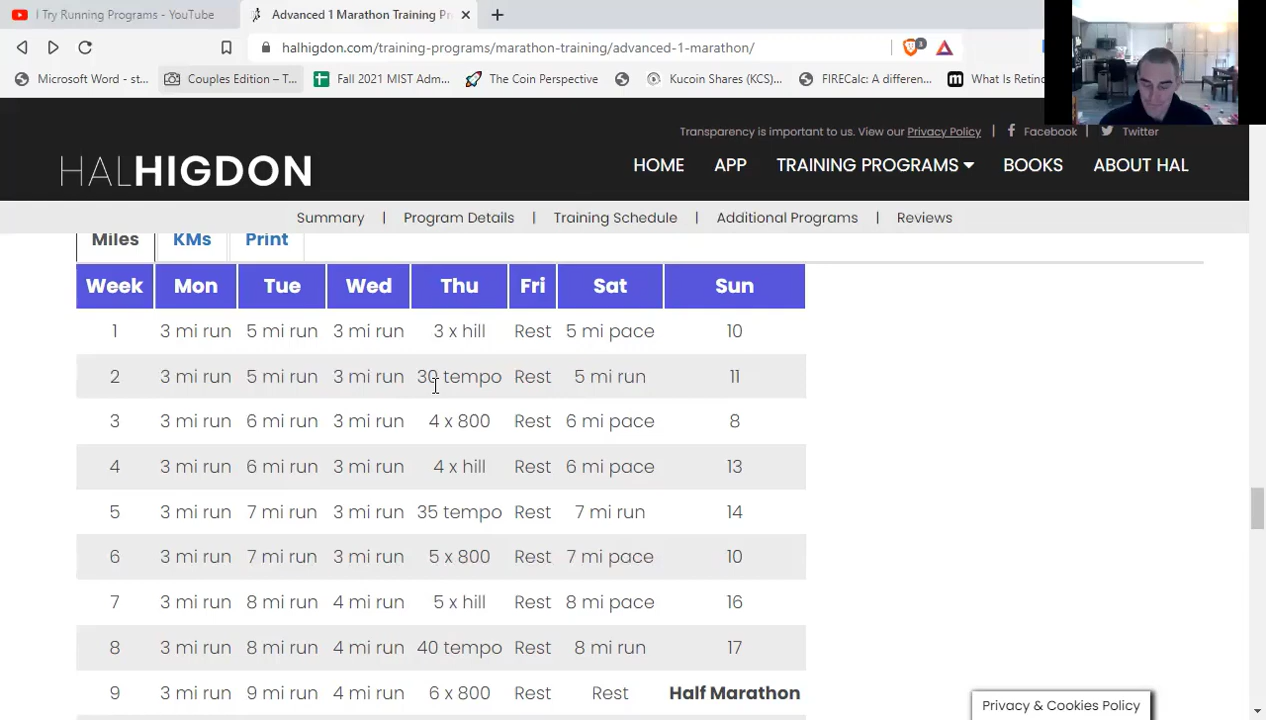 I Try Running Programs - YouTube
Advanced 1 Marathon Training Pr
halhigdon.com/training-programs/marathon-training/advanced-1-marathon/
1
Microsoft Word - st...
Couples Edition – T...
Fall 2021 MIST Adm...
The Coin Perspective
Kucoin Shares (KCS)...
FIRECalc: A differen...
m
What Is Retino
Transparency is important to us. View our Privacy Policy | Facebook | Twitter
HALHIGDON
HOME APP TRAINING PROGRAMS BOOKS ABOUT HAL
Summary | Program Details | Training Schedule | Additional Programs | Reviews
Miles KMs Print
Week Mon Tue Wed Thu Fri Sat Sun
1 3 mi run 5 mi run 3 mi run 3 x hill Rest 5 mi pace 10
2 3 mi run 5 mi run 3 mi run 30 tempo Rest 5 mi run 11
3 3 mi run 6 mi run 3 mi run 4 x 800 Rest 6 mi pace 8
4 3 mi run 6 mi run 3 mi run 4 x hill Rest 6 mi pace 13
5 3 mi run 7 mi run 3 mi run 35 tempo Rest 7 mi run 14
6 3 mi run 7 mi run 3 mi run 5 x 800 Rest 7 mi pace 10
7 3 mi run 8 mi run 4 mi run 5 x hill Rest 8 mi pace 16
8 3 mi run 8 mi run 4 mi run 40 tempo Rest 8 mi run 17
9 3 mi run 9 mi run 4 mi run 6 x 800 Rest Rest Half Marathon
Privacy & Cookies Policy